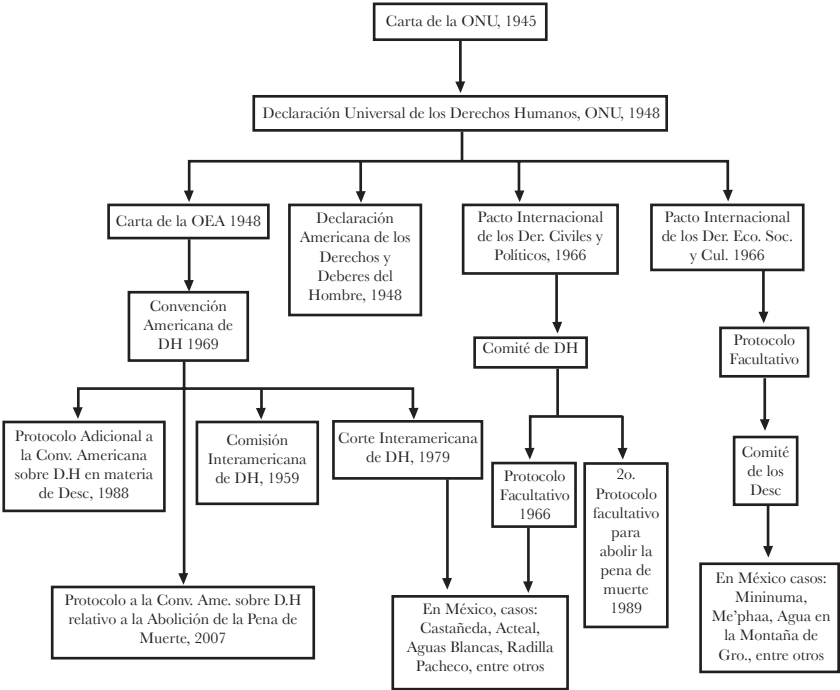 Carta de la ONU, 1945
Declaración Universal de los Derechos Humanos, ONU, 1948
Carta de la OEA 1948
Declaración
Americana de los
Derechos y
Deberes del
Hombre, 1948
Pacto Internacional
de los Der. Civiles y
Políticos, 1966
Pacto Internacional
de los Der. Eco. Soc.
y Cul. 1966
Convención
Americana de
DH 1969
Comité de DH
Protocolo
Facultativo
Protocolo Adicional a
la Conv. Americana
sobre D.H en materia
de Desc, 1988
Comisión
Interamericana
de DH, 1959
Corte Interamericana
de DH, 1979
Protocolo
Facultativo
1966
2o.
Protocolo
facultativo
para
abolir la
pena de
muerte
1989
Comité
de los
Desc
Protocolo a la Conv. Ame. sobre D.H
relativo a la Abolición de la Pena de
Muerte, 2007
En México, casos:
Castañeda, Acteal,
Aguas Blancas, Radilla
Pacheco, entre otros
En México casos:
Mininuma,
Me’phaa, Agua en
la Montaña de
Gro., entre otros